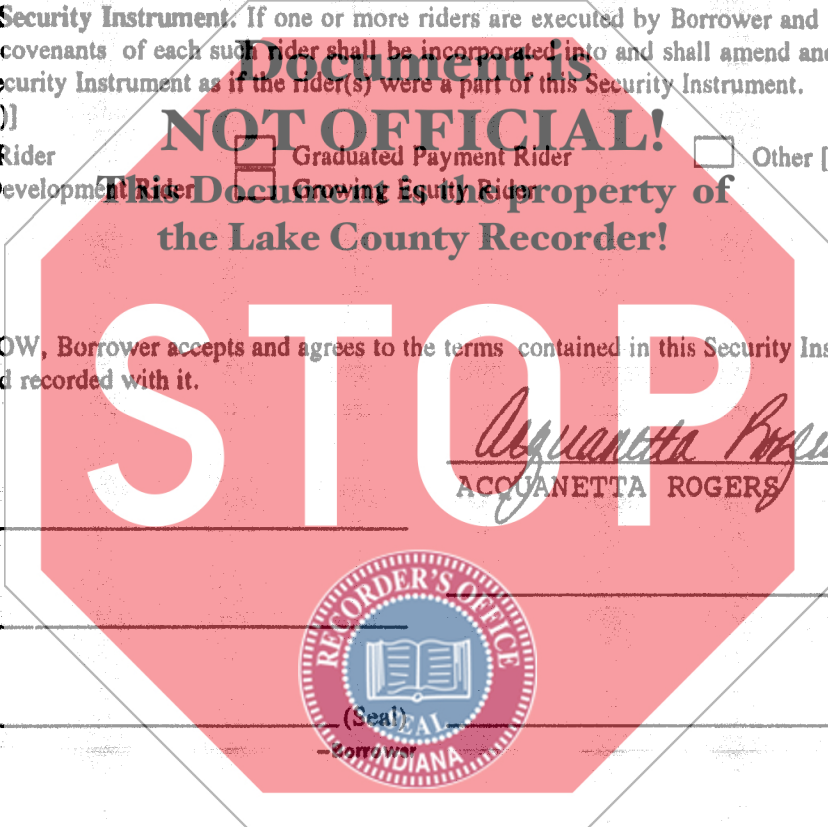 Security Instrument. If one or more riders are executed by Borrower and
covenants of each such rider shall be incorporated into and shall amend and
curity Instrument as if the rider(s) were a part of this Security Instrument.
)]
Document is
NOT OFFICIAL!
Rider Graduated Payment Rider Other [
evelopment Rider Growing Equity Rider
This Document is the property of
the Lake County Recorder!
STOP
OW, Borrower accepts and agrees to the terms contained in this Security Ins
d recorded with it.
Acquanetta Rogers
ACQUANETTA ROGERS
RECORDER'S OFFICE
SEAL
INDIANA
(Seal)
-Borrower